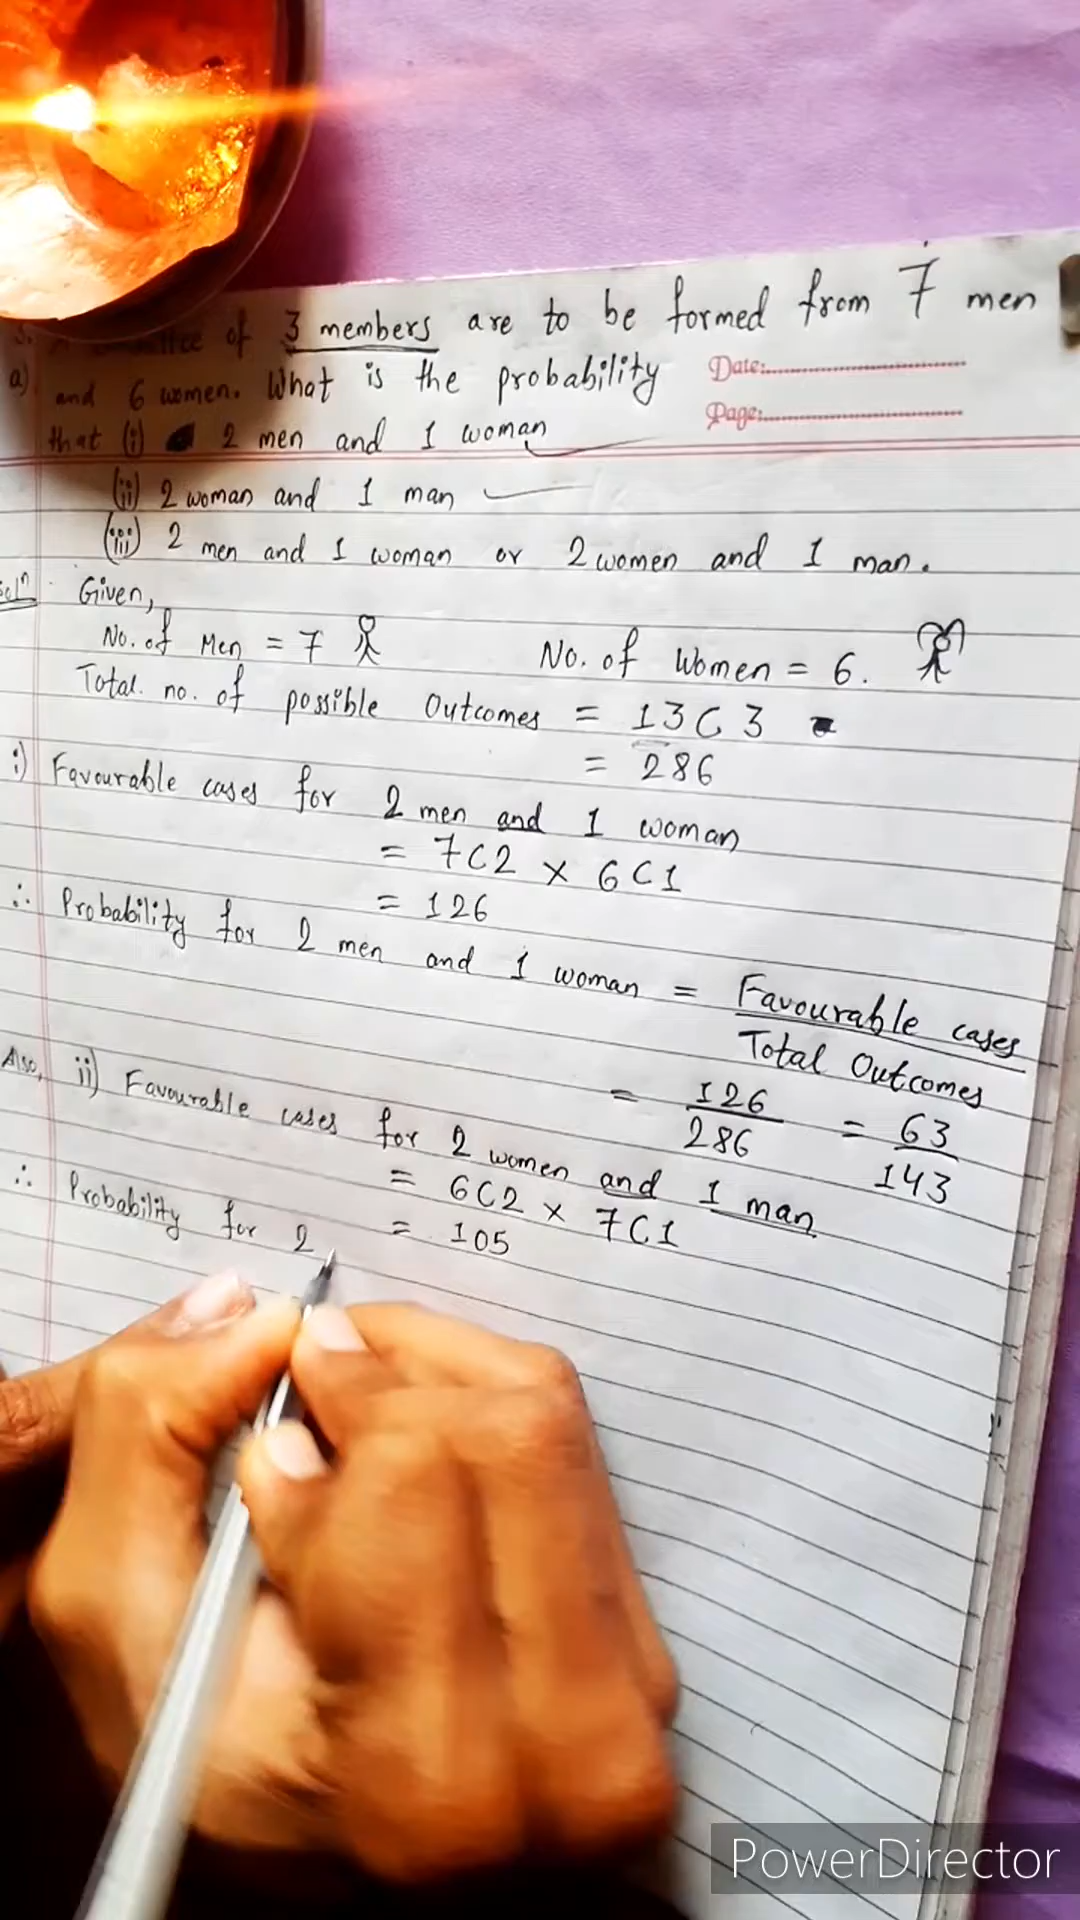 of 3 members are to be formed from 7 men
a) and 6 women. What is the probability
Date:
Page:
that (i) 2 men and 1 woman
(ii) 2 woman and 1 man
(iii) 2 men and 1 woman or 2 women and 1 man.
Solⁿ Given,
No. of Men = 7 No. of Women = 6.
Total no. of possible Outcomes = 13C3
= 286
i) Favourable cases for 2 men and 1 woman
= 7C2 × 6C1
= 126
∴ Probability for 2 men and 1 woman = Favourable cases
Total Outcomes
= 126/286 = 63/143
Also, ii) Favourable cases for 2 women and 1 man
= 6C2 × 7C1
= 105
∴ Probability for 2
PowerDirector